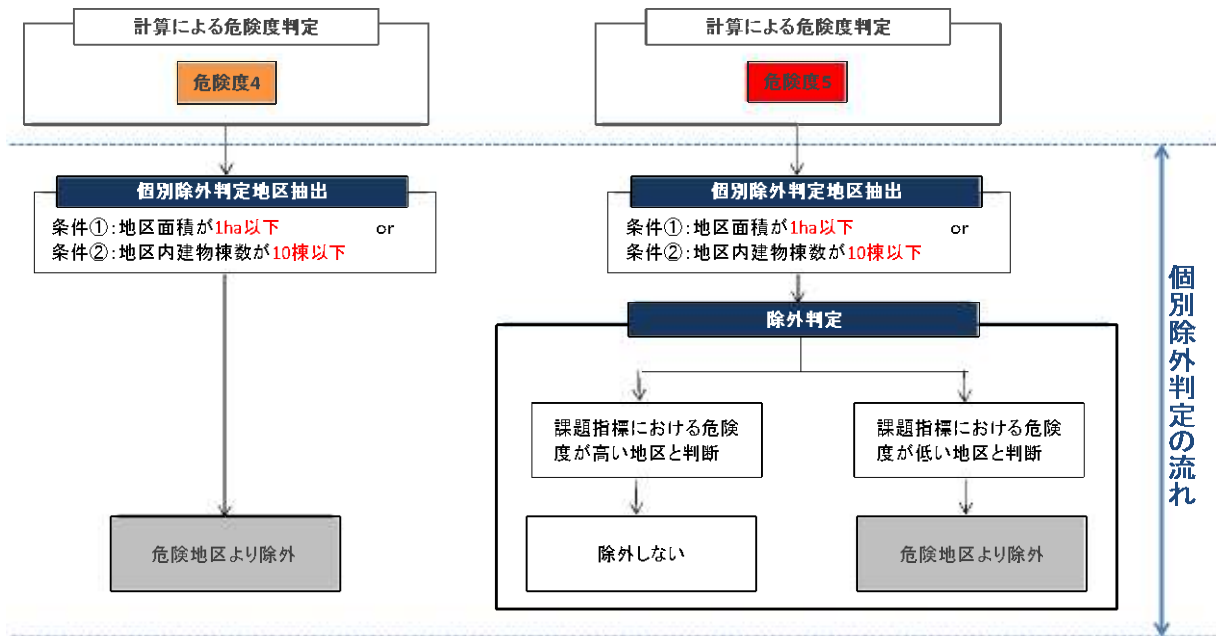 計算による危険度判定
危険度4
個別除外判定地区抽出
条件①:地区面積が1ha以下 or
条件②:地区内建物棟数が10棟以下
危険地区より除外
計算による危険度判定
危険度5
個別除外判定地区抽出
条件①:地区面積が1ha以下 or
条件②:地区内建物棟数が10棟以下
除外判定
課題指標における危険
度が高い地区と判断
除外しない
課題指標における危険
度が低い地区と判断
危険地区より除外
個別除外判定の流れ